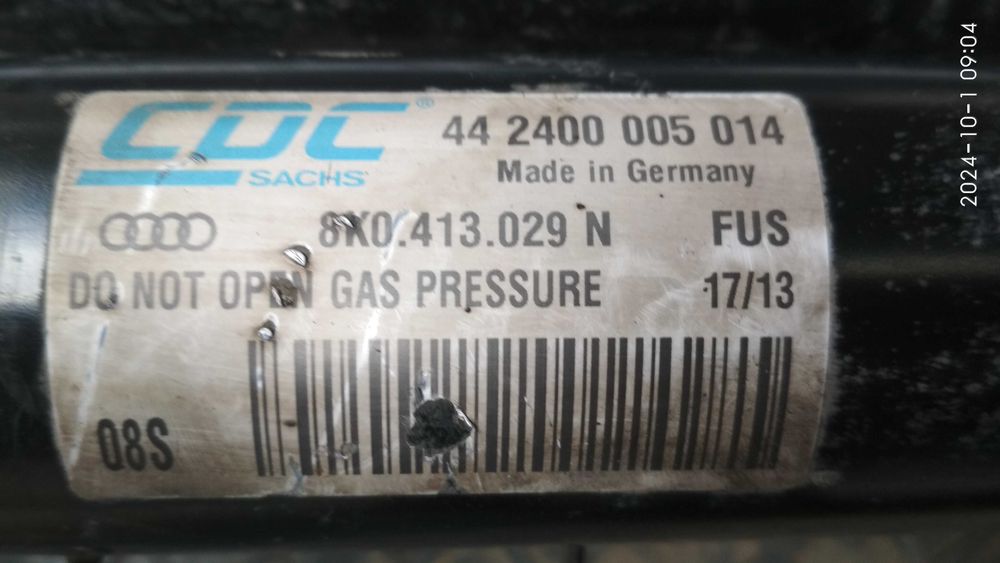 CDC® 44 2400 005 014
SACHS Made in Germany
8K0.413.029 N FUS
DO NOT OPEN GAS PRESSURE 17/13
08S
2024-10-1 09:04